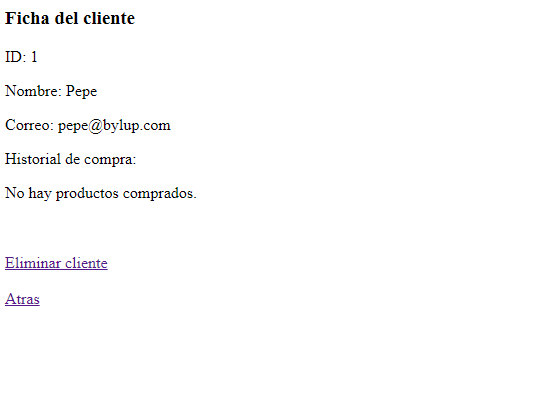 Ficha del cliente
ID: 1
Nombre: Pepe
Correo: pepe@bylup.com
Historial de compra:
No hay productos comprados.
Eliminar cliente
Atras